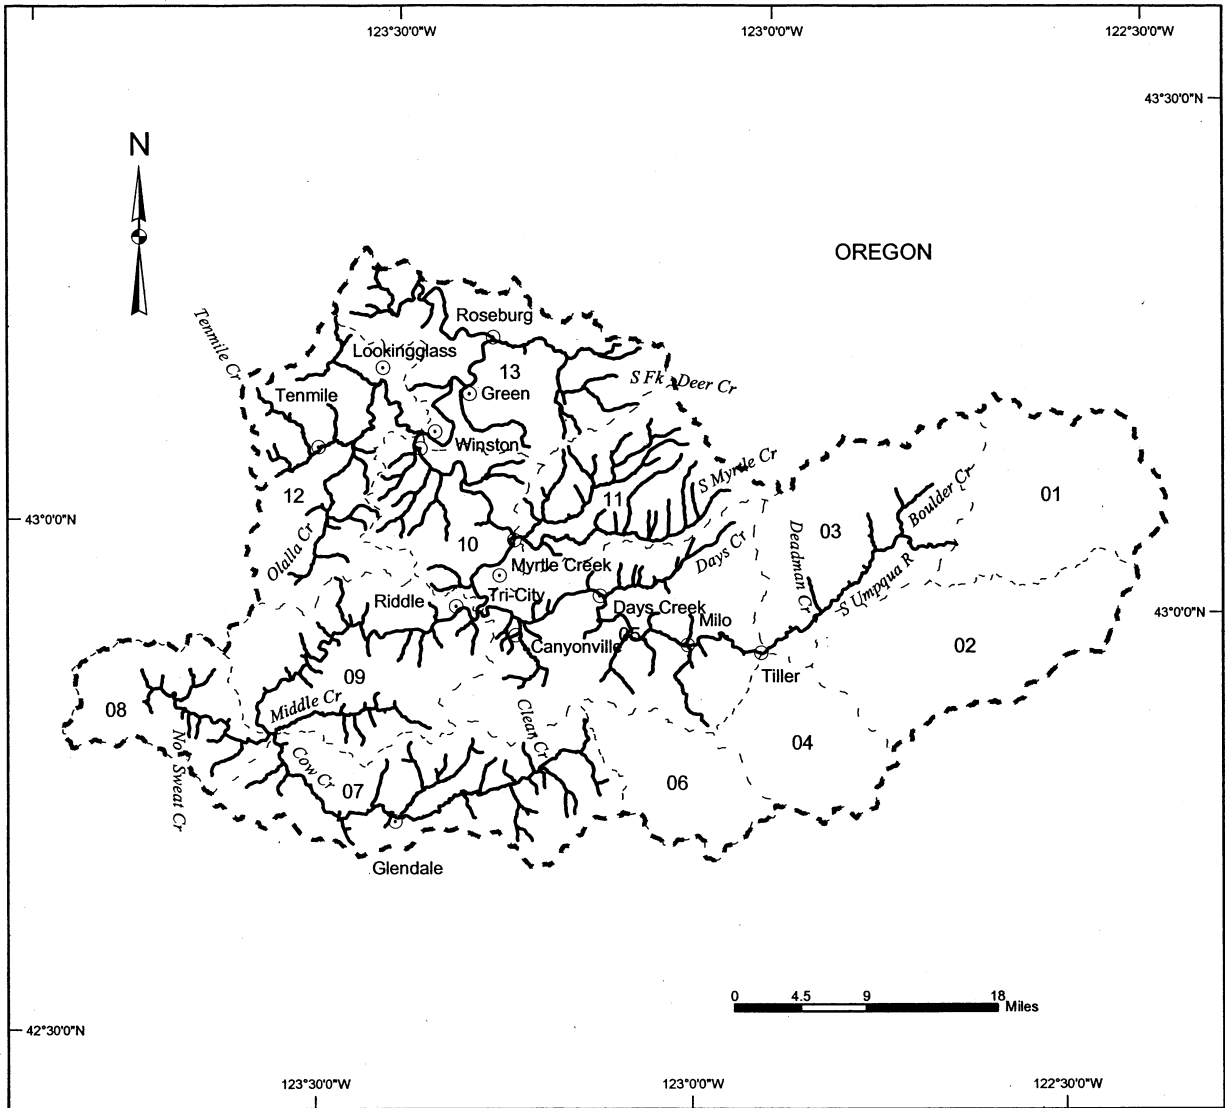 123°30'0"W
123°0'0"W
122°30'0"W
43°30'0"N
N
OREGON
Tenmile Cr
Roseburg
Lookingglass
13
S Fk Deer Cr
Tenmile
Green
Winston
S Myrtle Cr
12
11
Boulder Cr
01
43°0'0"N
03
Deadman Cr
Olalla Cr
10
Days Cr
Myrtle Creek
S Umpqua R
Tri-City
Riddle
Days Creek
43°0'0"N
Milo
05
Canyonville
02
Tiller
09
Middle Cr
08
Clean Cr
No Sweat Cr
04
Cow Cr
07
06
Glendale
0
4.5
9
18
Miles
42°30'0"N
123°30'0"W
123°0'0"W
122°30'0"W